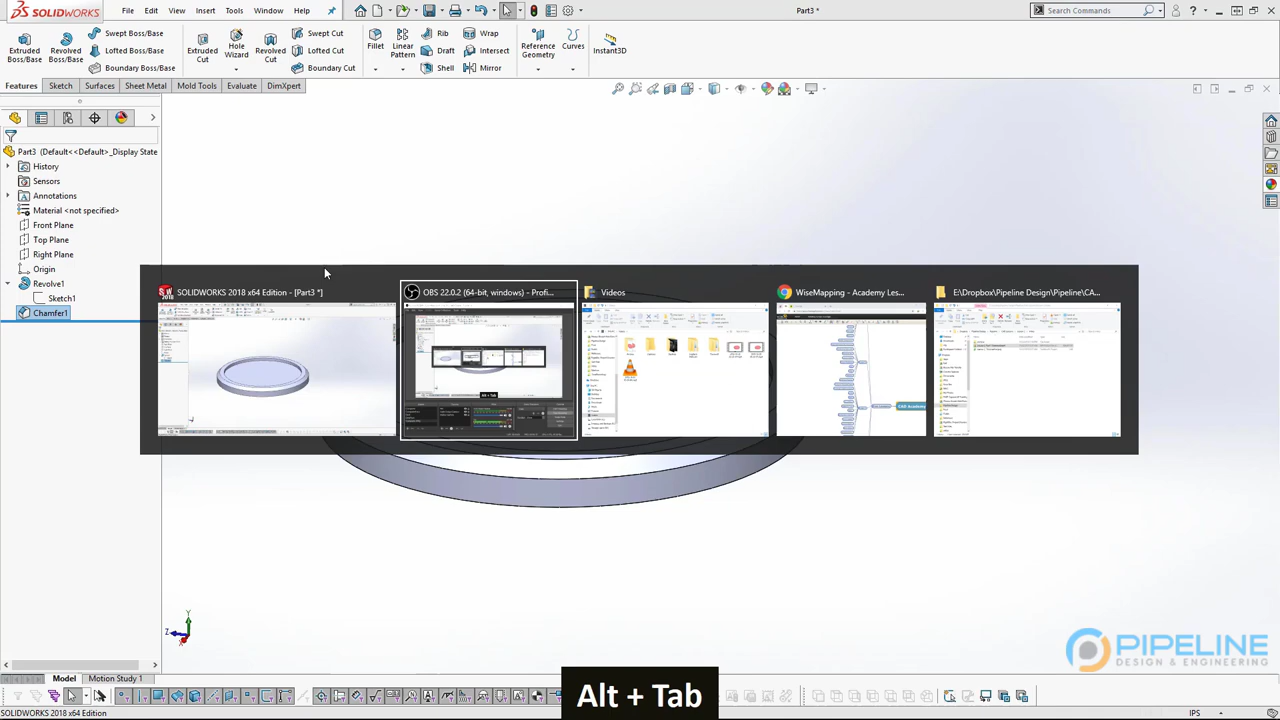 SOLIDWORKS File Edit View Insert Tools Window Help Part3 * Search Commands
Extruded Boss/Base Revolved Boss/Base Swept Boss/Base Lofted Boss/Base Boundary Boss/Base Extruded Cut Hole Wizard Revolved Cut Swept Cut Lofted Cut Boundary Cut Fillet Linear Pattern Rib Draft Shell Wrap Intersect Mirror Reference Geometry Curves Instant3D
Features Sketch Surfaces Sheet Metal Mold Tools Evaluate DimXpert
Part3 (Default<<Default>_Display State
History
Sensors
Annotations
Material <not specified>
Front Plane
Top Plane
Right Plane
Origin
Revolve1
Sketch1
Chamfer1
SOLIDWORKS 2018 x64 Edition - [Part3 *] OBS 22.0.2 (64-bit, windows) - Profi... Videos WiseMapping - Academy Les... E:\Dropbox\Pipeline Design\Pipeline\CA...
Y
Z
X
PIPELINE
DESIGN & ENGINEERING
Model Motion Study 1
Alt + Tab
SOLIDWORKS 2018 x64 Edition IPS